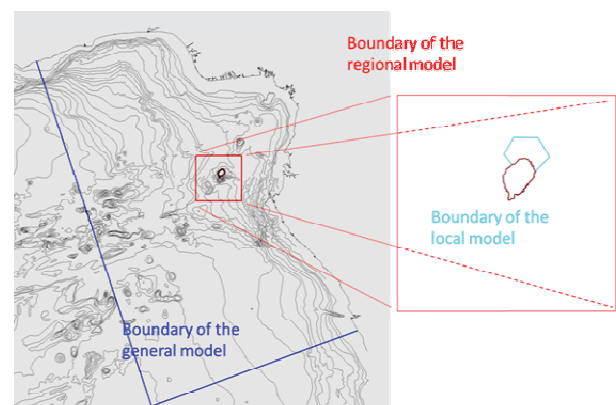 Boundary of the
regional model
Boundary of the
local model
Boundary of the
general model